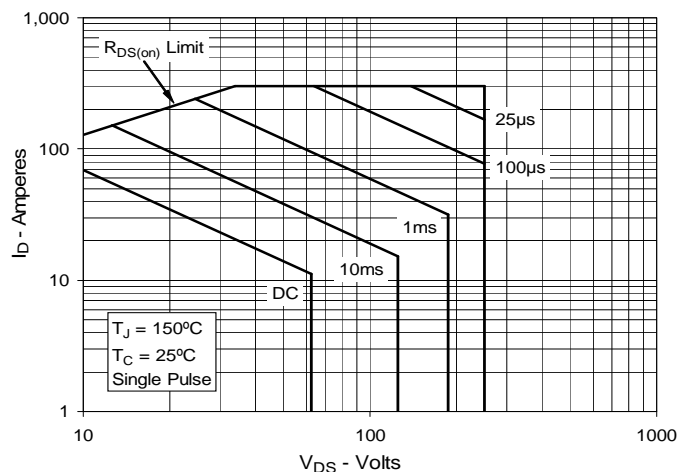 1,000
R_DS(on) Limit
25µs
100
100µs
1ms
10ms
10
DC
T_J = 150ºC
T_C = 25ºC
Single Pulse
1
10
100
1000
I_D - Amperes
V_DS - Volts